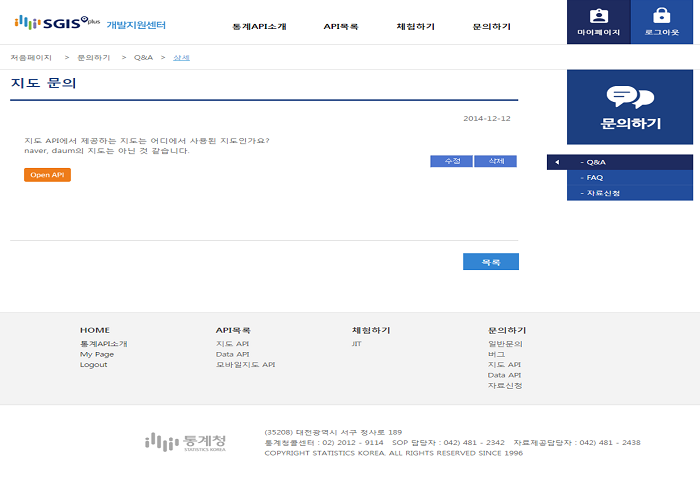 SGIS plus 개발지원센터
통계API소개 API목록 체험하기 문의하기
마이페이지 로그아웃
처음페이지 > 문의하기 > Q&A > 상세
지도 문의
2014-12-12
지도 API에서 제공하는 지도는 어디에서 사용된 지도인가요?
naver, daum의 지도는 아닌 것 같습니다.
수정 삭제
Open API
목록
문의하기
- Q&A
- FAQ
- 자료신청
HOME
통계API소개
My Page
Logout
API목록
지도 API
Data API
모바일지도 API
체험하기
JIT
문의하기
일반문의
버그
지도 API
Data API
자료신청
통계청
STATISTICS KOREA
(35208) 대전광역시 서구 청사로 189
통계청콜센터 : 02) 2012 - 9114 SOP 담당자 : 042) 481 - 2342 자료제공담당자 : 042) 481 - 2438
COPYRIGHT STATISTICS KOREA. ALL RIGHTS RESERVED SINCE 1996